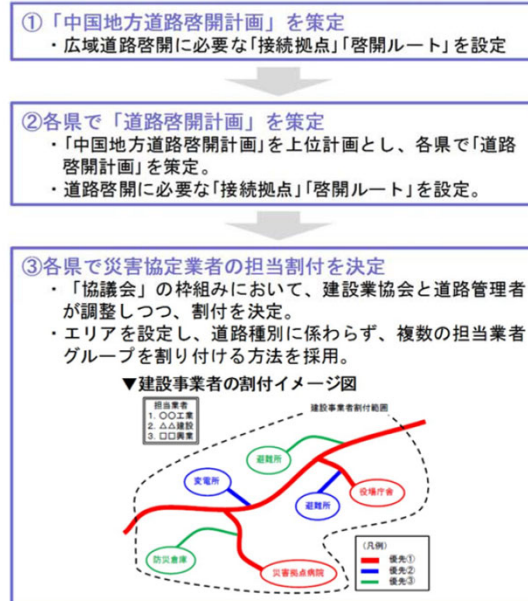 ①「中国地方道路啓開計画」を策定
・広域道路啓開に必要な「接続拠点」「啓開ルート」を設定
②各県で「道路啓開計画」を策定
・「中国地方道路啓開計画」を上位計画とし、各県で「道路
啓開計画」を策定。
・道路啓開に必要な「接続拠点」「啓開ルート」を設定。
③各県で災害協定業者の担当割付を決定
・「協議会」の枠組みにおいて、建設業協会と道路管理者
が調整しつつ、割付を決定。
・エリアを設定し、道路種別に係わらず、複数の担当業者
グループを割り付ける方法を採用。
▼建設事業者の割付イメージ図
担当業者
1. 〇〇工業
2. △△建設
3. □□興業
建設事業者割付範囲
避難所
変電所
避難所
役場庁舎
防災倉庫
災害拠点病院
(凡例)
優先①
優先②
優先③